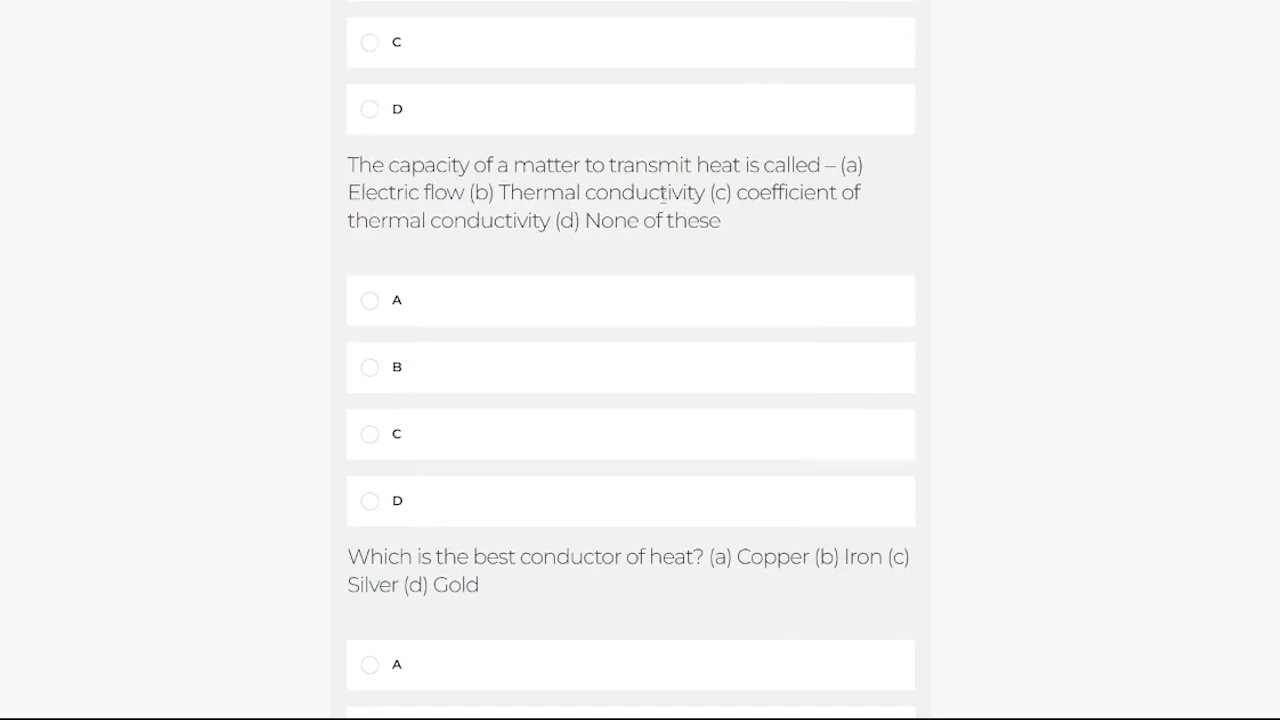 C
D
The capacity of a matter to transmit heat is called – (a)
Electric flow (b) Thermal conductivity (c) coefficient of
thermal conductivity (d) None of these
A
B
C
D
Which is the best conductor of heat? (a) Copper (b) Iron (c)
Silver (d) Gold
A